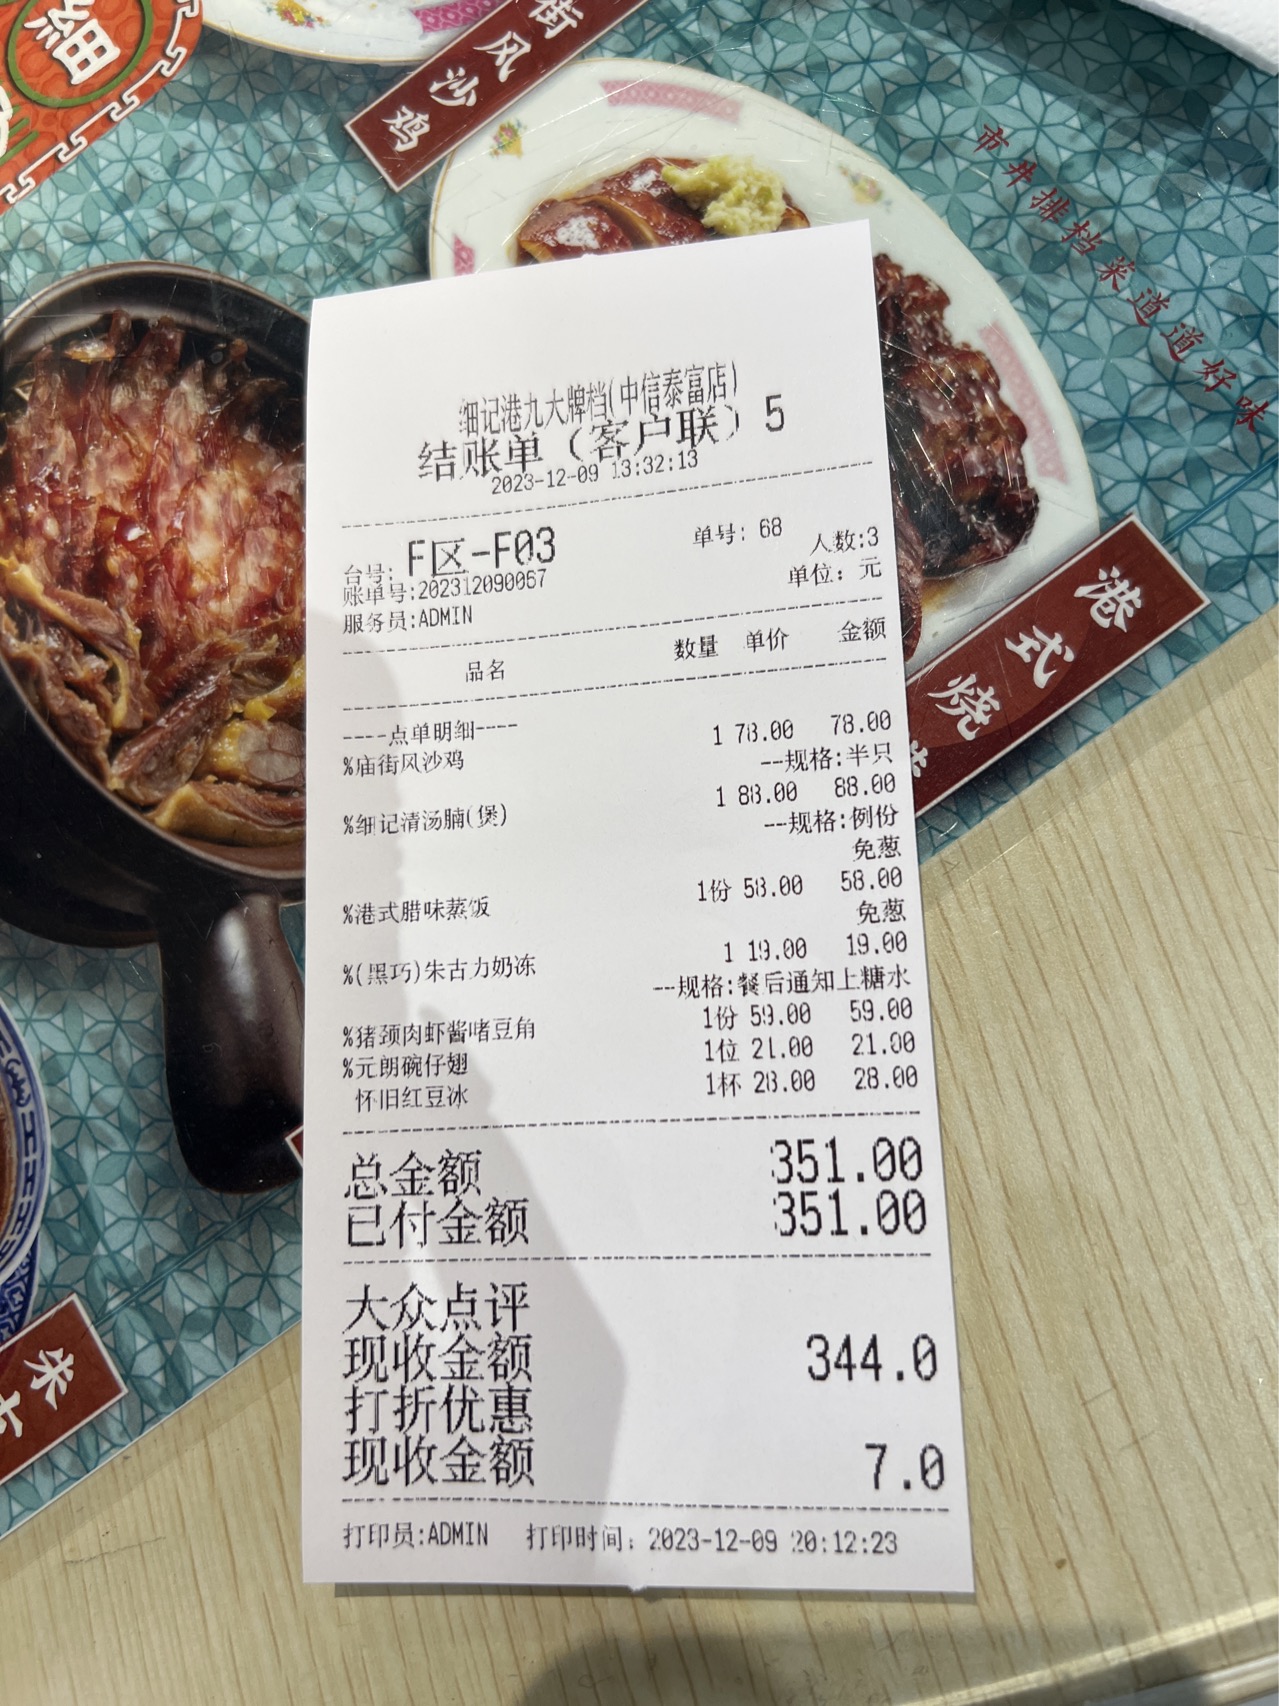 細
街风沙鸡
市井排档菜道道好味
港式烧
细记港九大牌档(中信泰富店)
结账单（客户联）5
2023-12-09 13:32:13
台号: F区-F03 单号: 68 人数:3
账单号:202312090067 单位: 元
服务员:ADMIN
品名 数量 单价 金额
----点单明细----
%庙街风沙鸡 1 78.00 78.00
---规格:半只
%细记清汤腩(煲) 1 88.00 88.00
---规格:例份
免葱
%港式腊味蒸饭 1份 58.00 58.00
免葱
%(黑巧)朱古力奶冻 1 19.00 19.00
---规格:餐后通知上糖水
%猪颈肉虾酱啫豆角 1份 59.00 59.00
%元朗碗仔翅 1位 21.00 21.00
怀旧红豆冰 1杯 28.00 28.00
总金额 351.00
已付金额 351.00
大众点评
现收金额 344.0
打折优惠
现收金额 7.0
打印员:ADMIN 打印时间: 2023-12-09 20:12:23
朱古